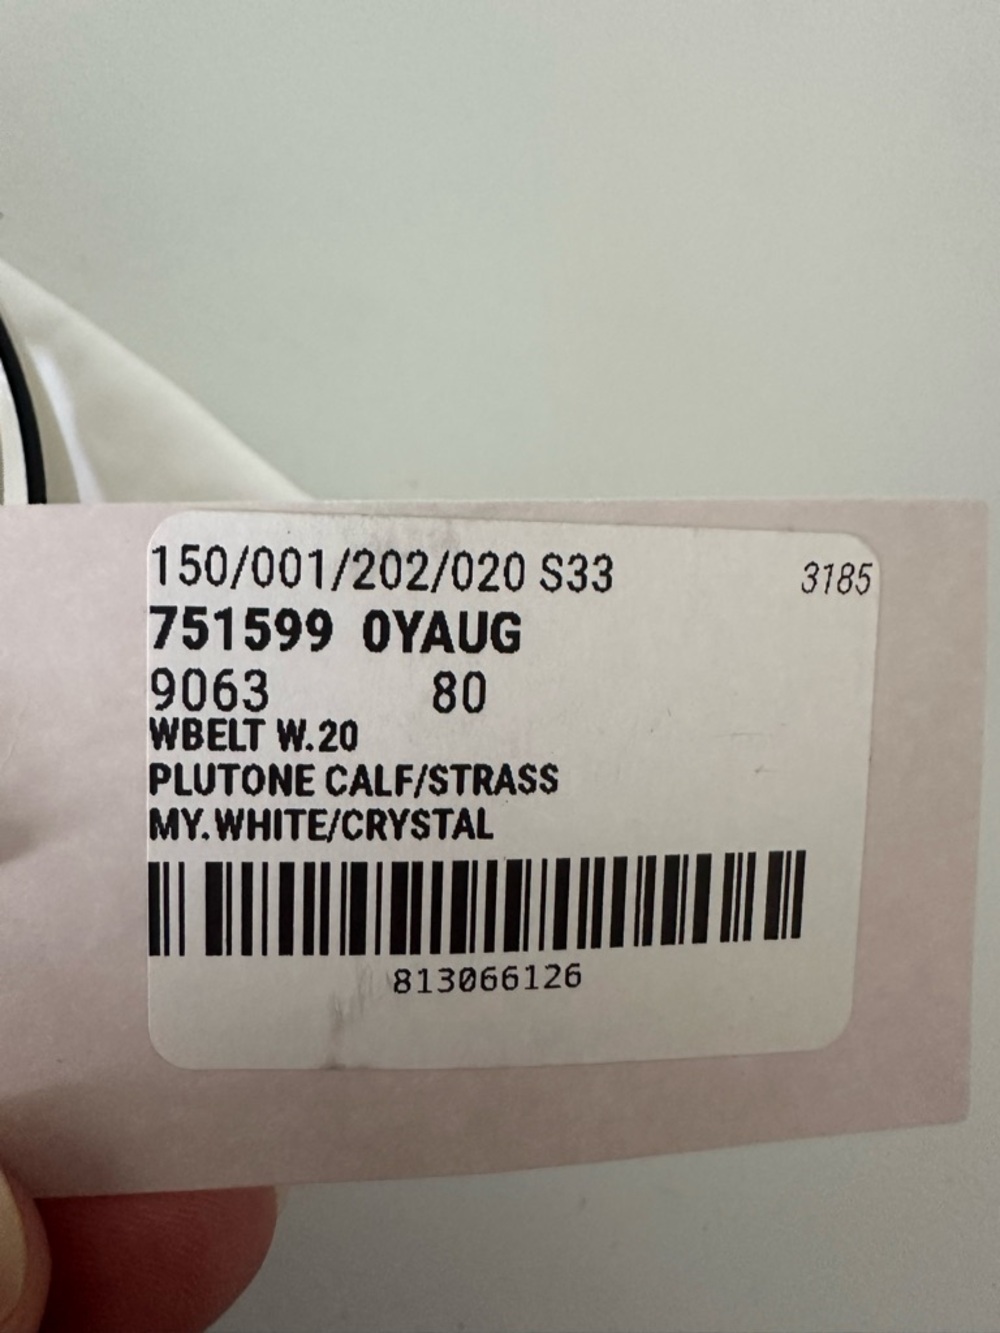 150/001/202/020 S33 3185
751599 0YAUG
9063 80
WBELT W.20
PLUTONE CALF/STRASS
MY.WHITE/CRYSTAL
813066126